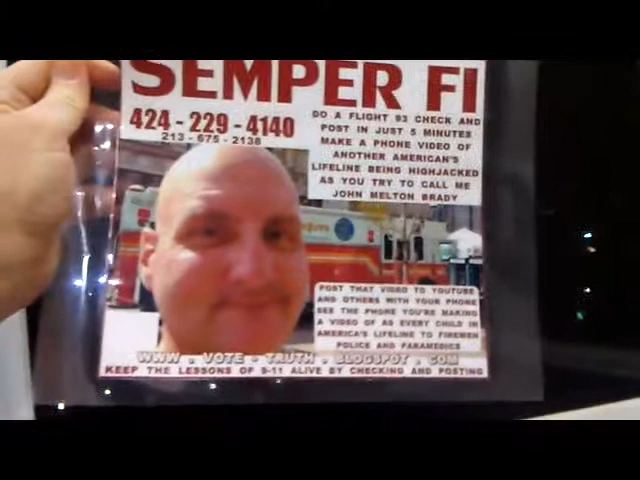 SEMPER FI
424 - 229 - 4140
213 - 675 - 2138
DO A FLIGHT 93 CHECK AND
POST IN JUST 5 MINUTES
MAKE A PHONE VIDEO OF
ANOTHER AMERICAN'S
LIFELINE BEING HIGHJACKED
AS YOU TRY TO CALL ME
JOHN MELTON BRADY
POST THAT VIDEO TO YOUTUBE
AND OTHERS WITH YOUR PHONE
SEE THE PHONE YOU'RE MAKING
A VIDEO OF AS EVERY CHILD IN
AMERICA'S LIFELINE TO FIREMEN
POLICE AND PARAMEDICS
WWW . VOTE - TRUTH . BLOGSPOT . COM
KEEP THE LESSONS OF 9-11 ALIVE BY CHECKING AND POSTING